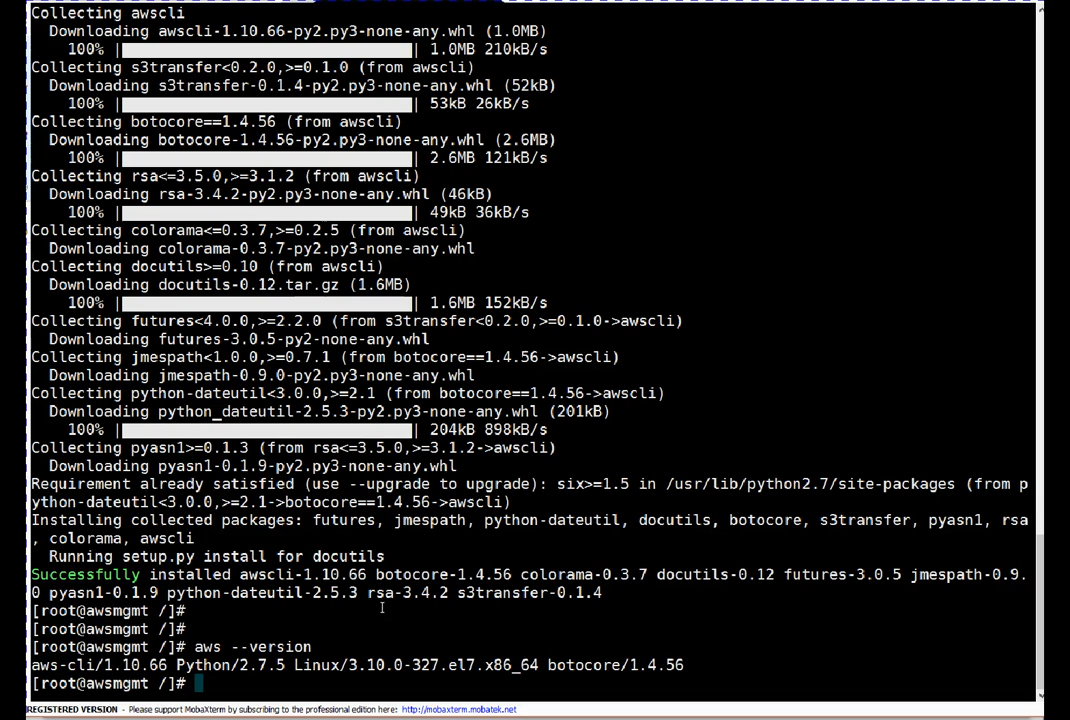 Collecting awscli
Downloading awscli-1.10.66-py2.py3-none-any.whl (1.0MB)
100% |████████████████████████████████| 1.0MB 210kB/s
Collecting s3transfer<0.2.0,>=0.1.0 (from awscli)
Downloading s3transfer-0.1.4-py2.py3-none-any.whl (52kB)
100% |████████████████████████████████| 53kB 26kB/s
Collecting botocore==1.4.56 (from awscli)
Downloading botocore-1.4.56-py2.py3-none-any.whl (2.6MB)
100% |████████████████████████████████| 2.6MB 121kB/s
Collecting rsa<=3.5.0,>=3.1.2 (from awscli)
Downloading rsa-3.4.2-py2.py3-none-any.whl (46kB)
100% |████████████████████████████████| 49kB 36kB/s
Collecting colorama<=0.3.7,>=0.2.5 (from awscli)
Downloading colorama-0.3.7-py2.py3-none-any.whl
Collecting docutils>=0.10 (from awscli)
Downloading docutils-0.12.tar.gz (1.6MB)
100% |████████████████████████████████| 1.6MB 152kB/s
Collecting futures<4.0.0,>=2.2.0 (from s3transfer<0.2.0,>=0.1.0->awscli)
Downloading futures-3.0.5-py2-none-any.whl
Collecting jmespath<1.0.0,>=0.7.1 (from botocore==1.4.56->awscli)
Downloading jmespath-0.9.0-py2.py3-none-any.whl
Collecting python-dateutil<3.0.0,>=2.1 (from botocore==1.4.56->awscli)
Downloading python_dateutil-2.5.3-py2.py3-none-any.whl (201kB)
100% |████████████████████████████████| 204kB 898kB/s
Collecting pyasn1>=0.1.3 (from rsa<=3.5.0,>=3.1.2->awscli)
Downloading pyasn1-0.1.9-py2.py3-none-any.whl
Requirement already satisfied (use --upgrade to upgrade): six>=1.5 in /usr/lib/python2.7/site-packages (from p
ython-dateutil<3.0.0,>=2.1->botocore==1.4.56->awscli)
Installing collected packages: futures, jmespath, python-dateutil, docutils, botocore, s3transfer, pyasn1, rsa
, colorama, awscli
Running setup.py install for docutils
Successfully installed awscli-1.10.66 botocore-1.4.56 colorama-0.3.7 docutils-0.12 futures-3.0.5 jmespath-0.9.
0 pyasn1-0.1.9 python-dateutil-2.5.3 rsa-3.4.2 s3transfer-0.1.4
[root@awsmgmt /]#
[root@awsmgmt /]#
[root@awsmgmt /]# aws --version
aws-cli/1.10.66 Python/2.7.5 Linux/3.10.0-327.el7.x86_64 botocore/1.4.56
[root@awsmgmt /]#
REGISTERED VERSION - Please support MobaXterm by subscribing to the professional edition here: http://mobaxterm.mobatek.net